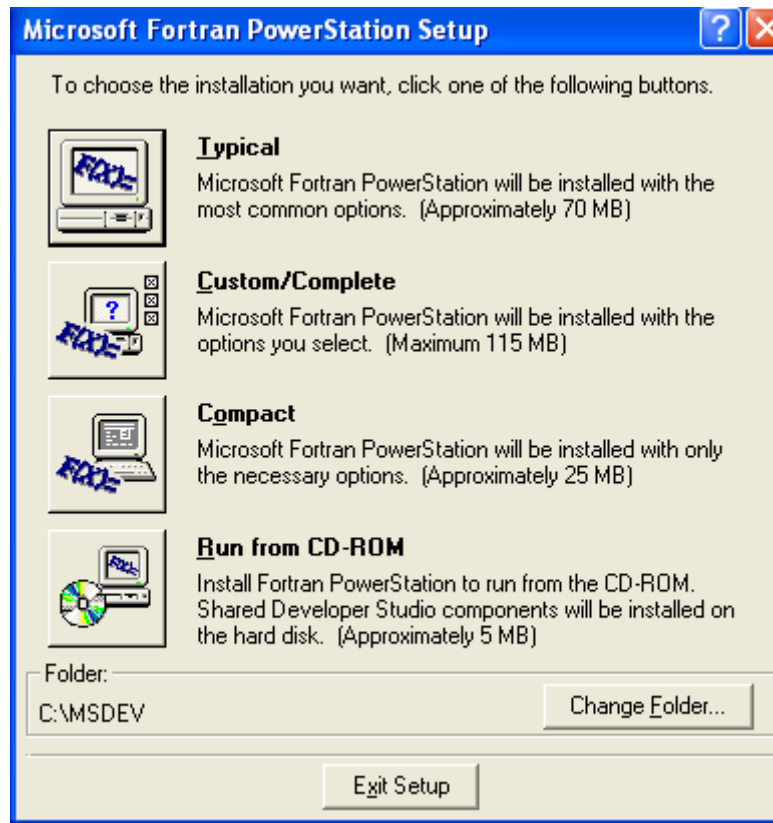 Microsoft Fortran PowerStation Setup
To choose the installation you want, click one of the following buttons.
Typical
Microsoft Fortran PowerStation will be installed with the
most common options. (Approximately 70 MB)
Custom/Complete
Microsoft Fortran PowerStation will be installed with the
options you select. (Maximum 115 MB)
Compact
Microsoft Fortran PowerStation will be installed with only
the necessary options. (Approximately 25 MB)
Run from CD-ROM
Install Fortran PowerStation to run from the CD-ROM.
Shared Developer Studio components will be installed on
the hard disk. (Approximately 5 MB)
Folder:
C:\MSDEV
Change Folder...
Exit Setup